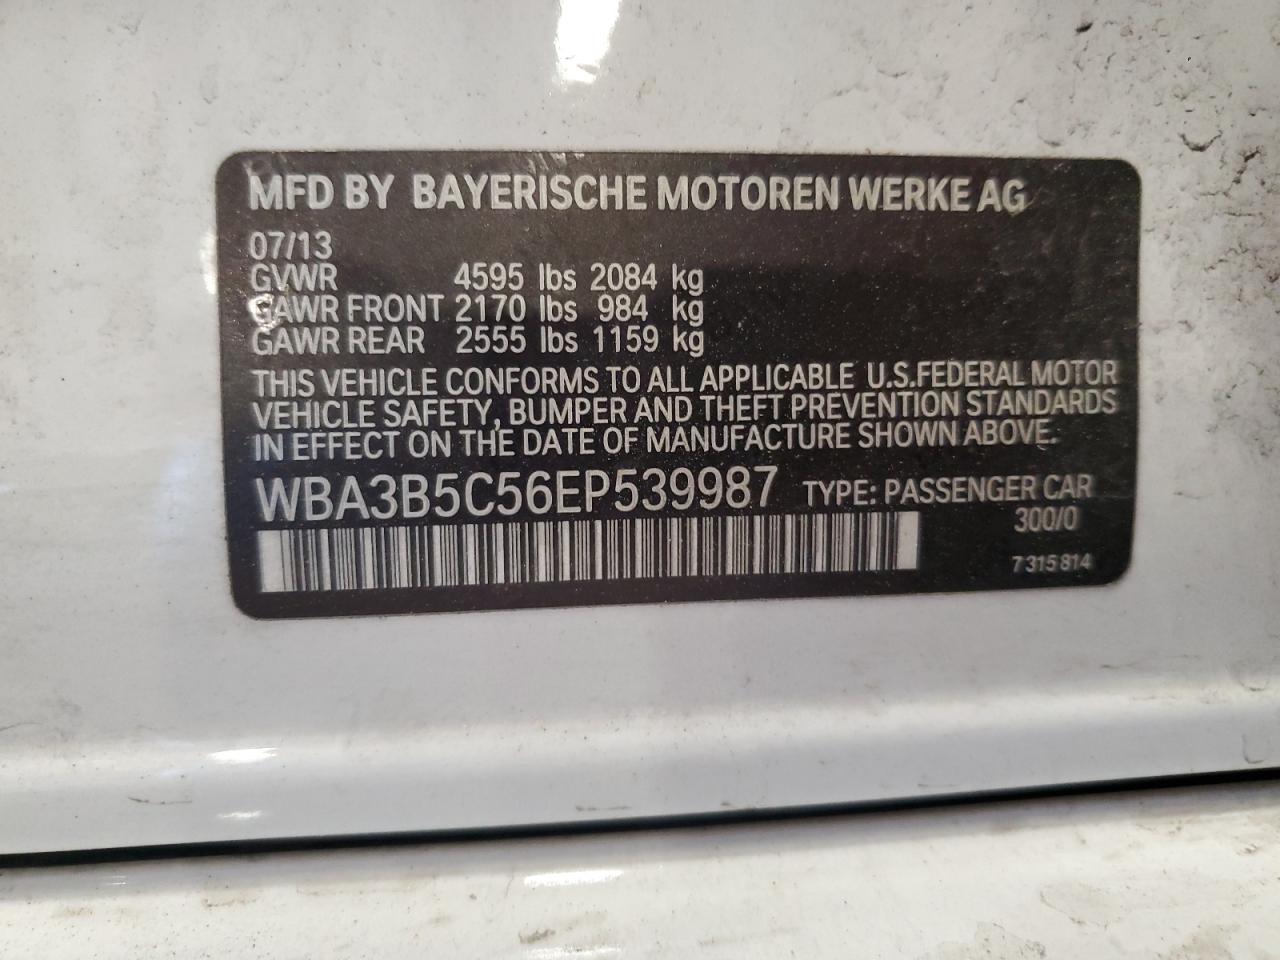 MFD BY BAYERISCHE MOTOREN WERKE AG
07/13
GVWR 4595 lbs 2084 kg
GAWR FRONT 2170 lbs 984 kg
GAWR REAR 2555 lbs 1159 kg
THIS VEHICLE CONFORMS TO ALL APPLICABLE U.S.FEDERAL MOTOR
VEHICLE SAFETY, BUMPER AND THEFT PREVENTION STANDARDS
IN EFFECT ON THE DATE OF MANUFACTURE SHOWN ABOVE.
WBA3B5C56EP539987 TYPE: PASSENGER CAR
300/0
7 315 814